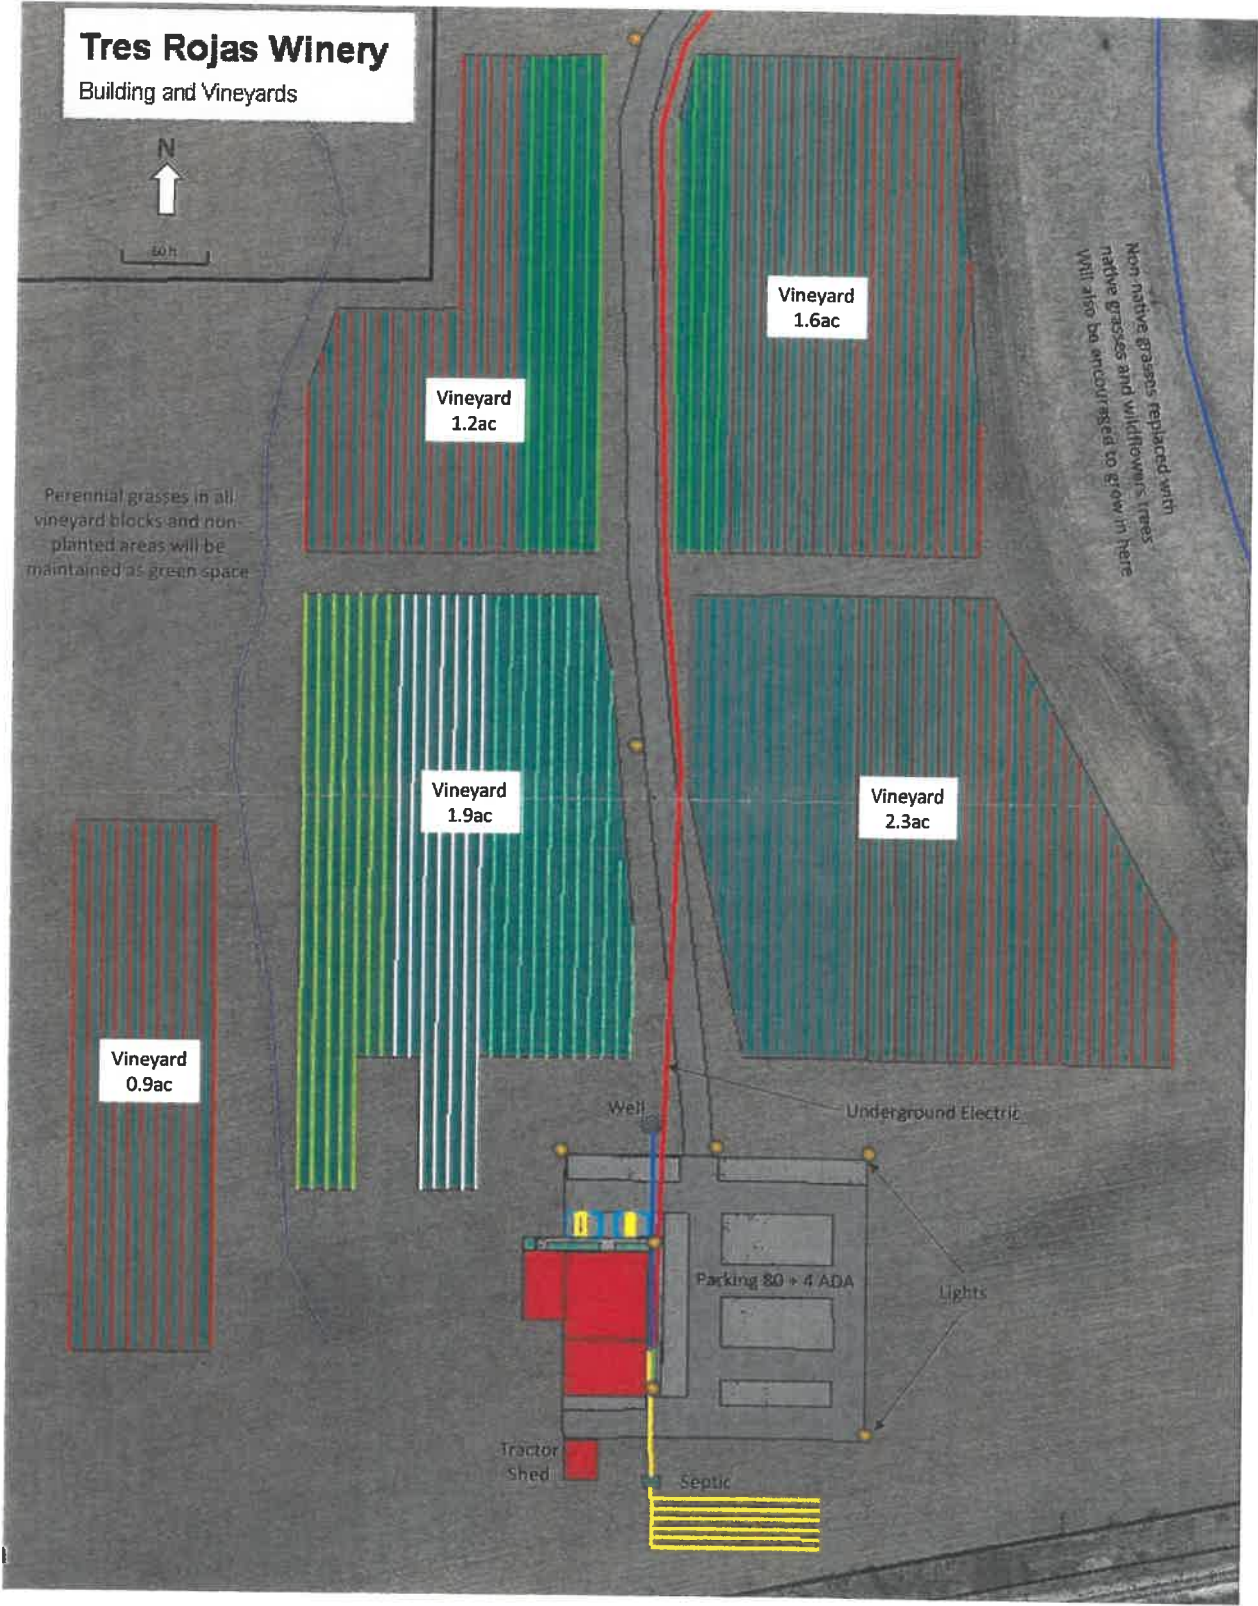 Tres Rojas Winery
Building and Vineyards
N
60 ft
Vineyard
1.6ac
Vineyard
1.2ac
Non-native grasses replaced with
native grasses and wildflowers trees
Will also be encouraged to grow in here
Perennial grasses in all
vineyard blocks and non-
planted areas will be
maintained as green space
Vineyard
1.9ac
Vineyard
2.3ac
Vineyard
0.9ac
Well
Underground Electric
Parking 80 + 4 ADA
Lights
Tractor
Shed
Septic